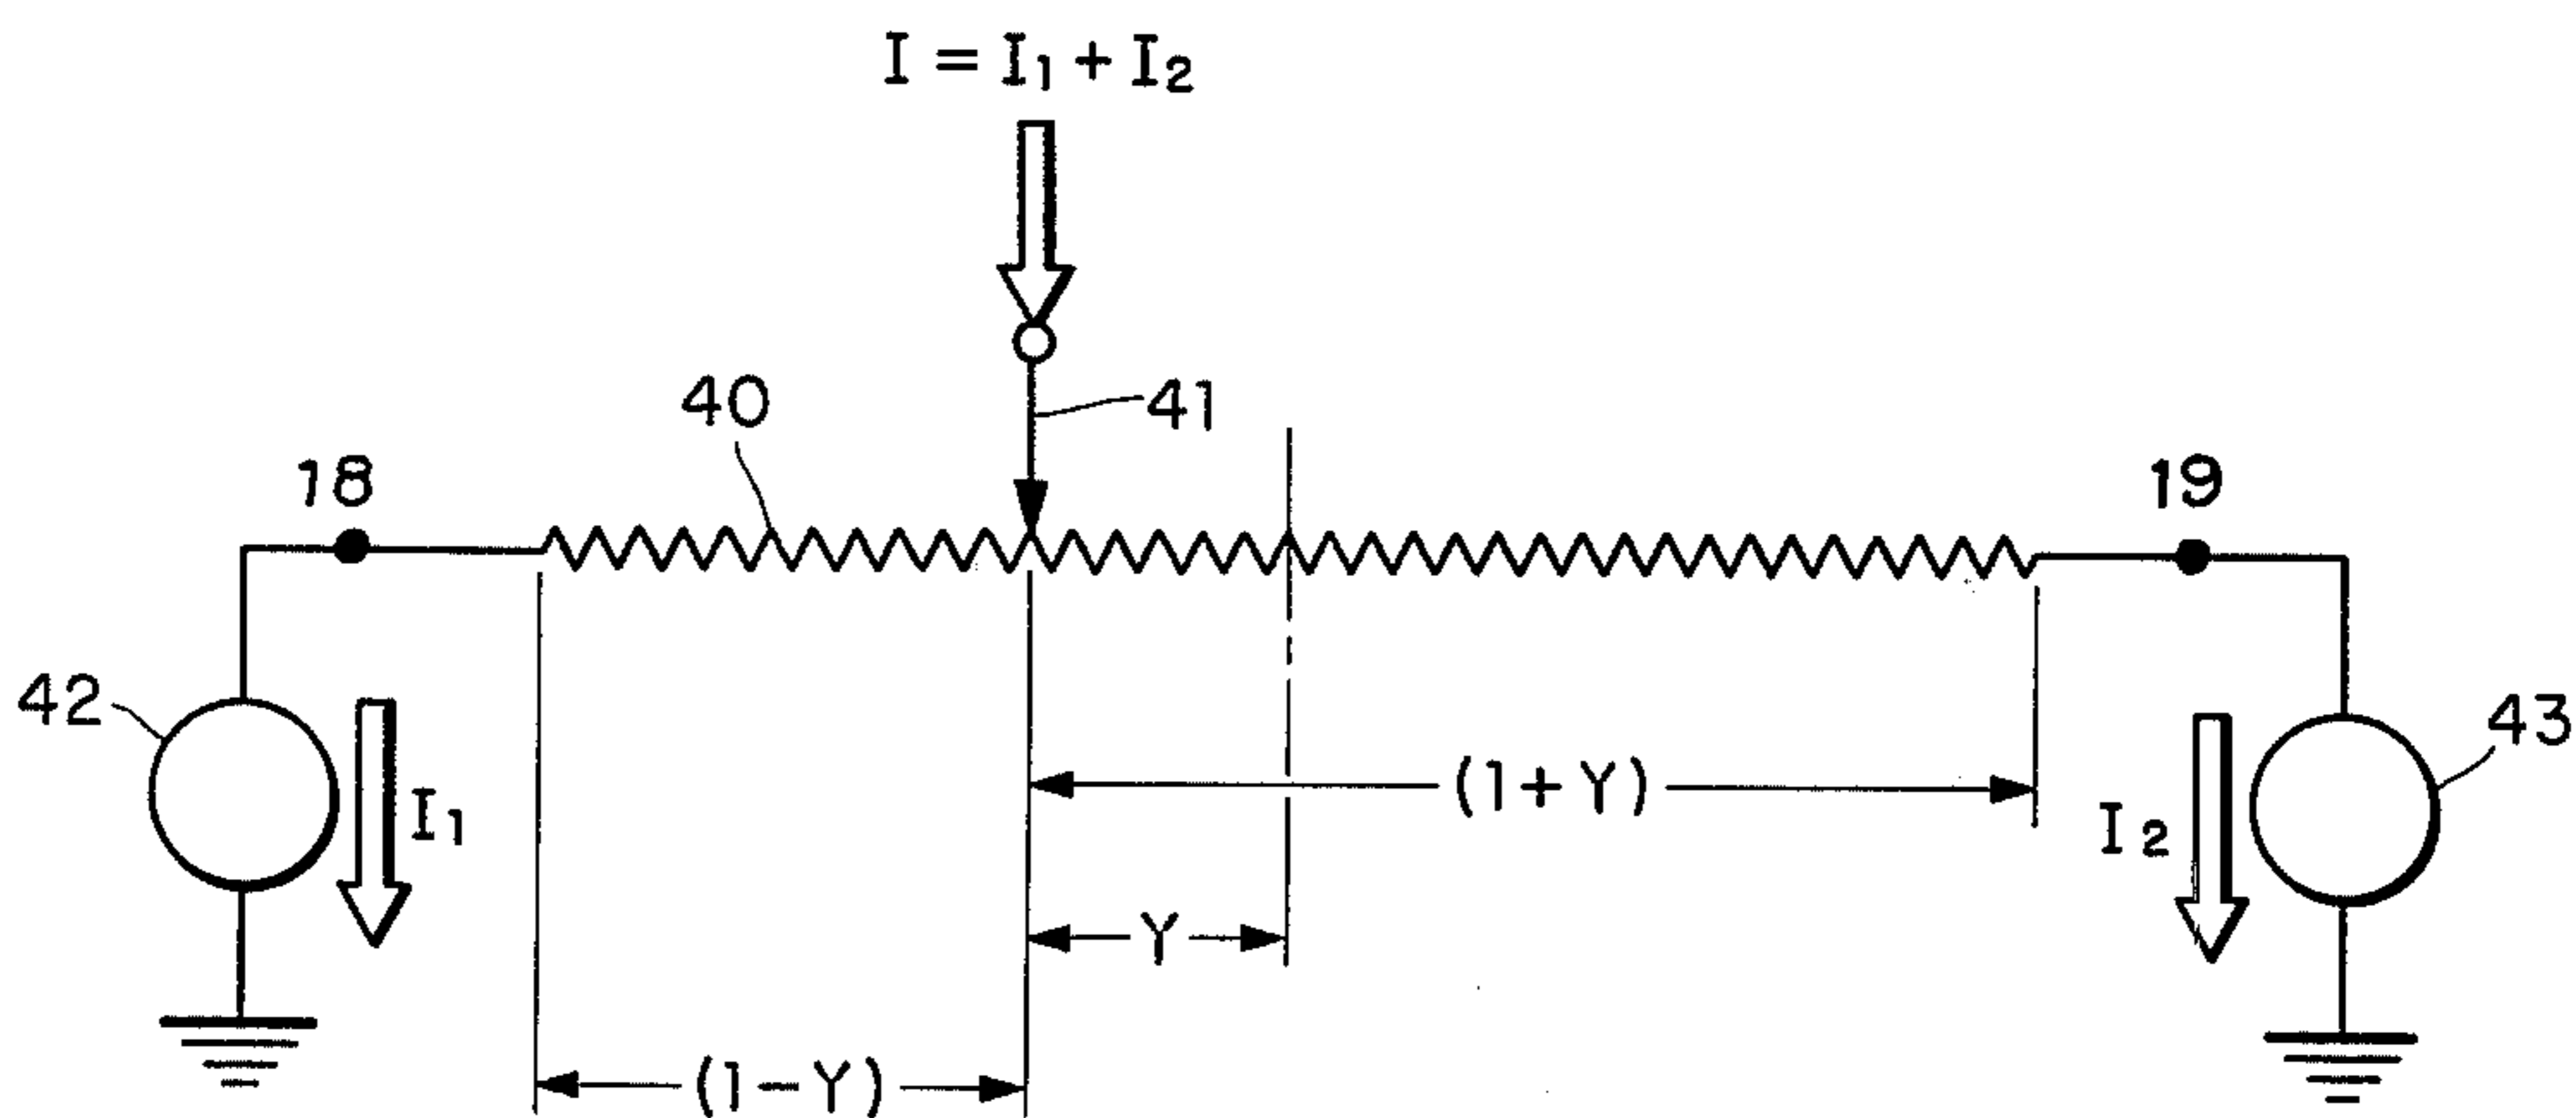 I = I₁ + I₂
40
41
18
19
42
43
I₁
(1+Y)
I₂
Y
(1-Y)